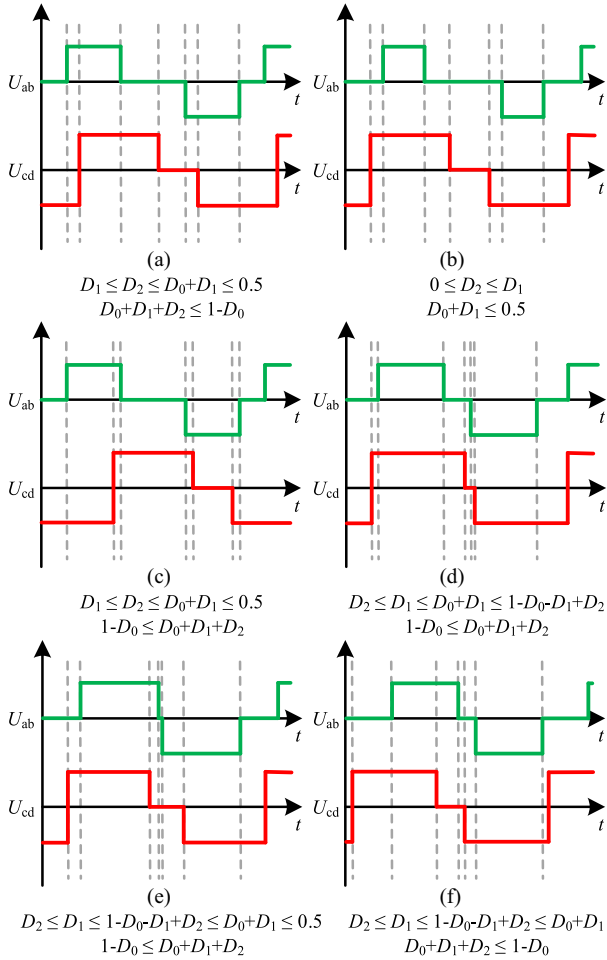 U_ab t U_ab t
U_cd t U_cd t
(a) (b)
D_1 ≤ D_2 ≤ D_0+D_1 ≤ 0.5
D_0+D_1+D_2 ≤ 1-D_0
0 ≤ D_2 ≤ D_1
D_0+D_1 ≤ 0.5
U_ab t U_ab t
U_cd t U_cd t
(c) (d)
D_1 ≤ D_2 ≤ D_0+D_1 ≤ 0.5
1-D_0 ≤ D_0+D_1+D_2
D_2 ≤ D_1 ≤ D_0+D_1 ≤ 1-D_0-D_1+D_2
1-D_0 ≤ D_0+D_1+D_2
U_ab t U_ab t
U_cd t U_cd t
(e) (f)
D_2 ≤ D_1 ≤ 1-D_0-D_1+D_2 ≤ D_0+D_1 ≤ 0.5
1-D_0 ≤ D_0+D_1+D_2
D_2 ≤ D_1 ≤ 1-D_0-D_1+D_2 ≤ D_0+D_1
D_0+D_1+D_2 ≤ 1-D_0